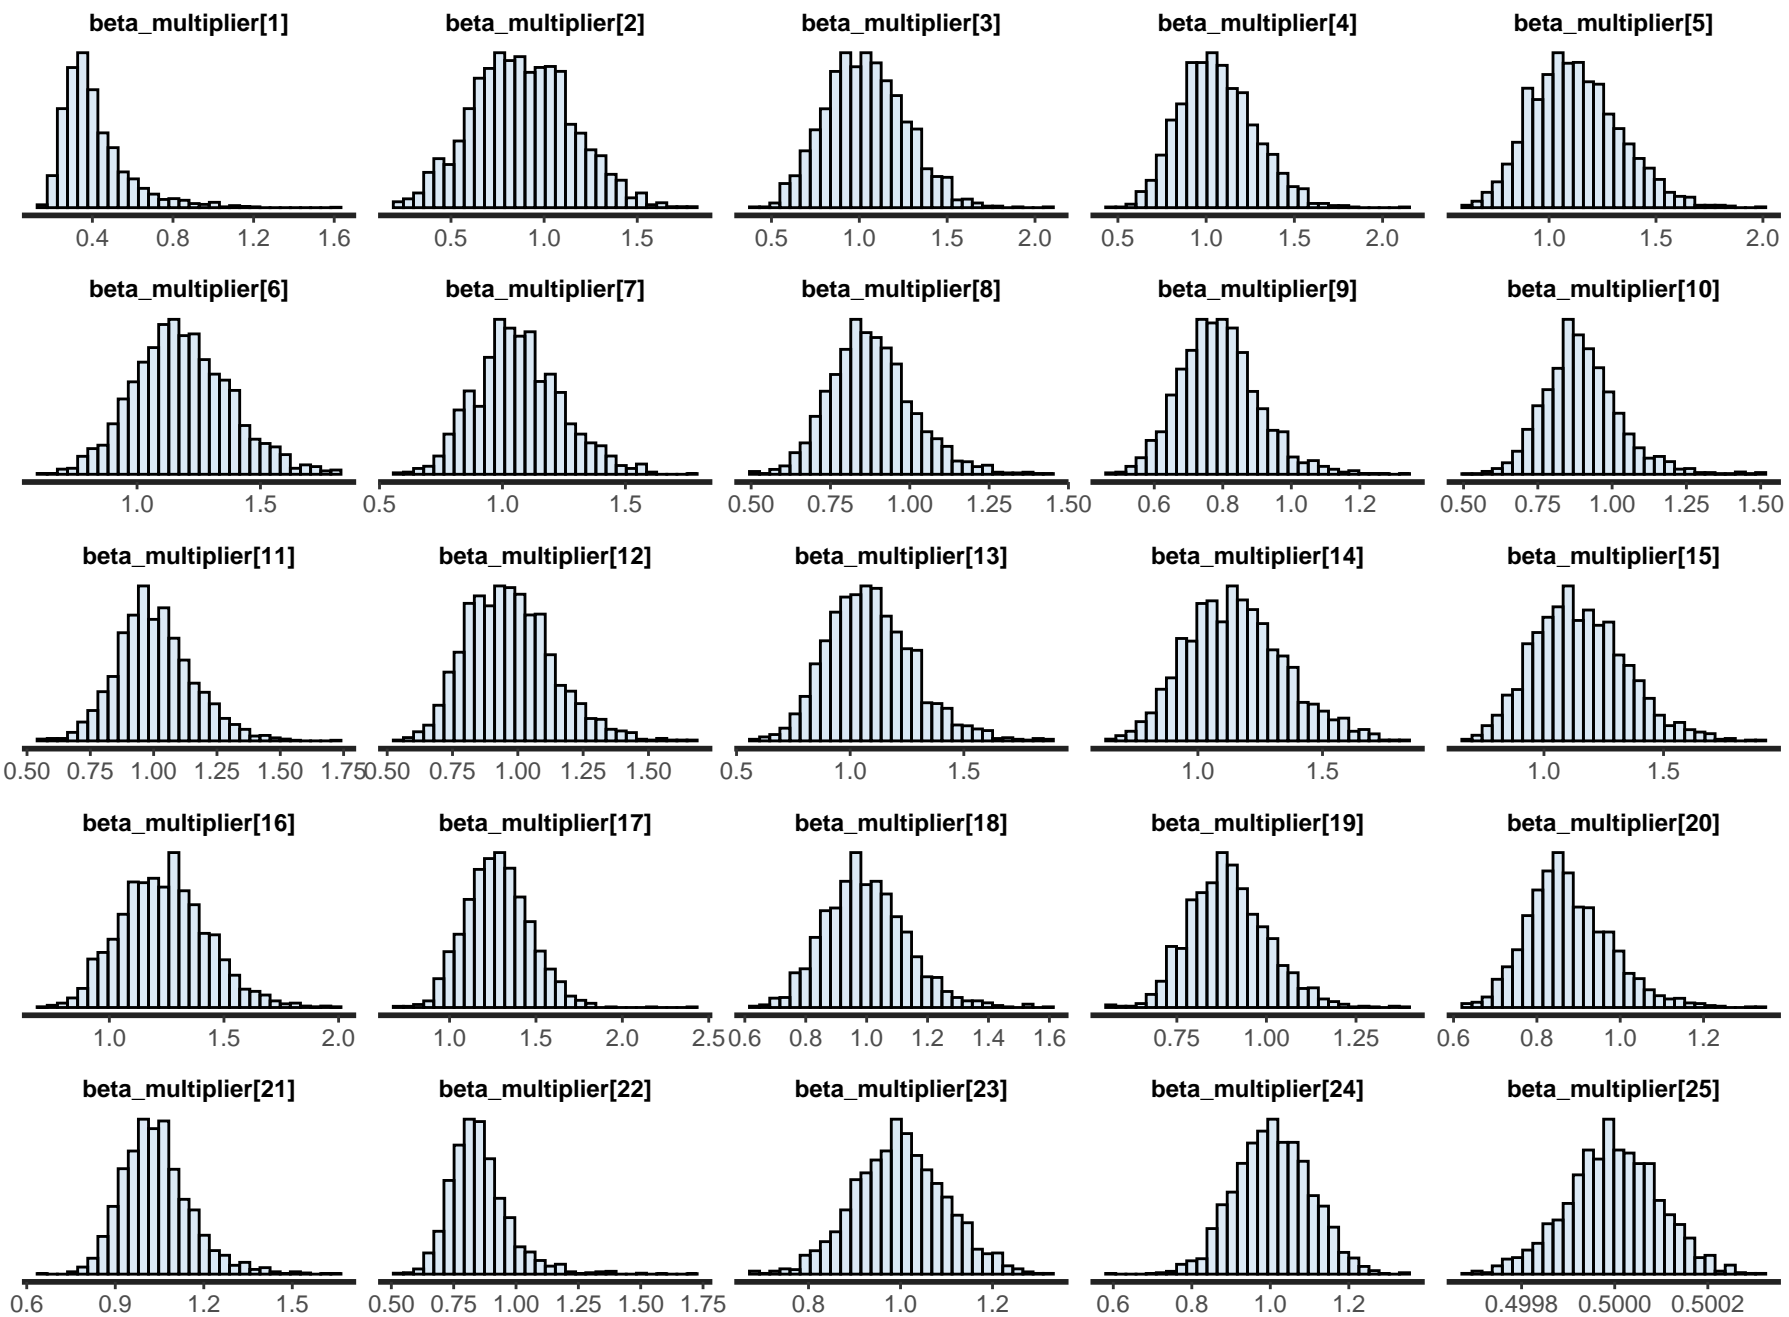 beta_multiplier[1] beta_multiplier[2] beta_multiplier[3] beta_multiplier[4] beta_multiplier[5]
0.4 0.8 1.2 1.6 0.5 1.0 1.5 0.5 1.0 1.5 2.0 0.5 1.0 1.5 2.0 1.0 1.5 2.0
beta_multiplier[6] beta_multiplier[7] beta_multiplier[8] beta_multiplier[9] beta_multiplier[10]
1.0 1.5 0.5 1.0 1.5 0.50 0.75 1.00 1.25 1.50 0.6 0.8 1.0 1.2 0.50 0.75 1.00 1.25 1.50
beta_multiplier[11] beta_multiplier[12] beta_multiplier[13] beta_multiplier[14] beta_multiplier[15]
0.50 0.75 1.00 1.25 1.50 1.75 0.50 0.75 1.00 1.25 1.50 0.5 1.0 1.5 1.0 1.5 1.0 1.5
beta_multiplier[16] beta_multiplier[17] beta_multiplier[18] beta_multiplier[19] beta_multiplier[20]
1.0 1.5 2.0 1.0 1.5 2.0 2.5 0.6 0.8 1.0 1.2 1.4 1.6 0.75 1.00 1.25 0.6 0.8 1.0 1.2
beta_multiplier[21] beta_multiplier[22] beta_multiplier[23] beta_multiplier[24] beta_multiplier[25]
0.6 0.9 1.2 1.5 0.50 0.75 1.00 1.25 1.50 1.75 0.8 1.0 1.2 0.6 0.8 1.0 1.2 0.4998 0.5000 0.5002